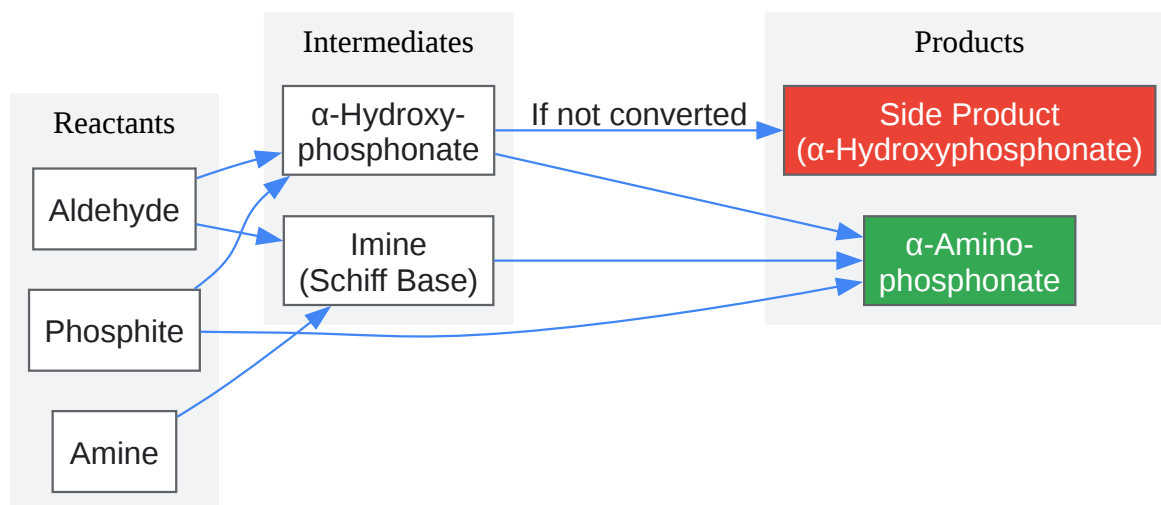 Reactants
Aldehyde
Phosphite
Amine
Intermediates
α-Hydroxy-
phosphonate
Imine
(Schiff Base)
If not converted
Products
Side Product
(α-Hydroxyphosphonate)
α-Amino-
phosphonate